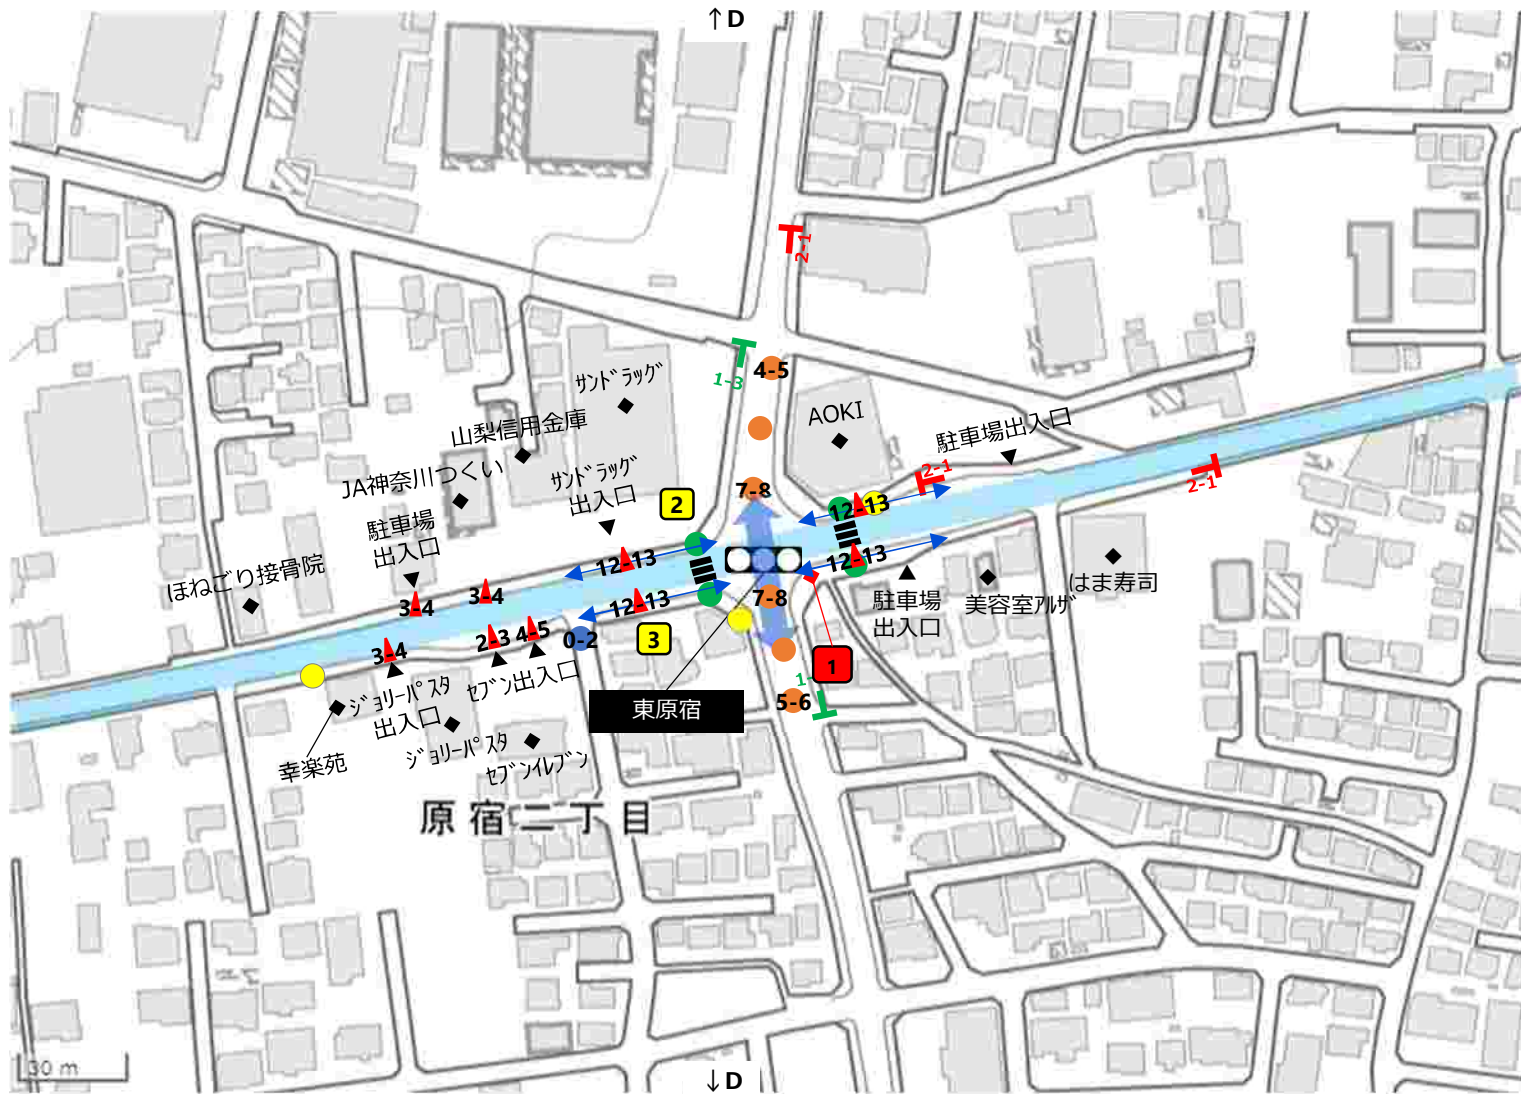 ↑D
2-1
1-3
4-5
サンドラッグ
AOKI
山梨信用金庫
駐車場出入口
JA神奈川つくい
サンドラッグ
出入口
2-1
2-1
7-8
2
12-13
駐車場
出入口
12-13
12-13
ほねごり接骨院
はま寿司
美容室アルザ
駐車場
出入口
3-4
3-4
12-13
7-8
2-3
4-5
0-2
3
3-4
1
セブン出入口
ジョリーパスタ
出入口
1-
5-6
東原宿
ジョリーパスタ
セブンイレブン
幸楽苑
原宿二丁目
30 m
↓D